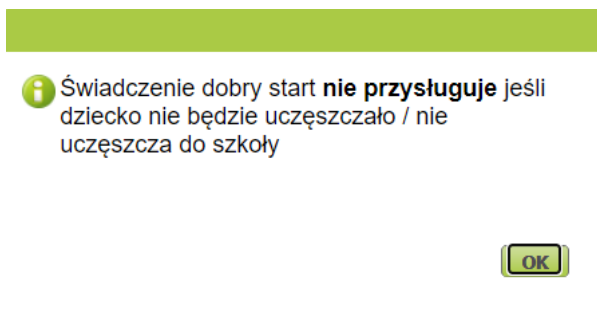 Świadczenie dobry start nie przysługuje jeśli
dziecko nie będzie uczęszczało / nie
uczęszcza do szkoły
OK